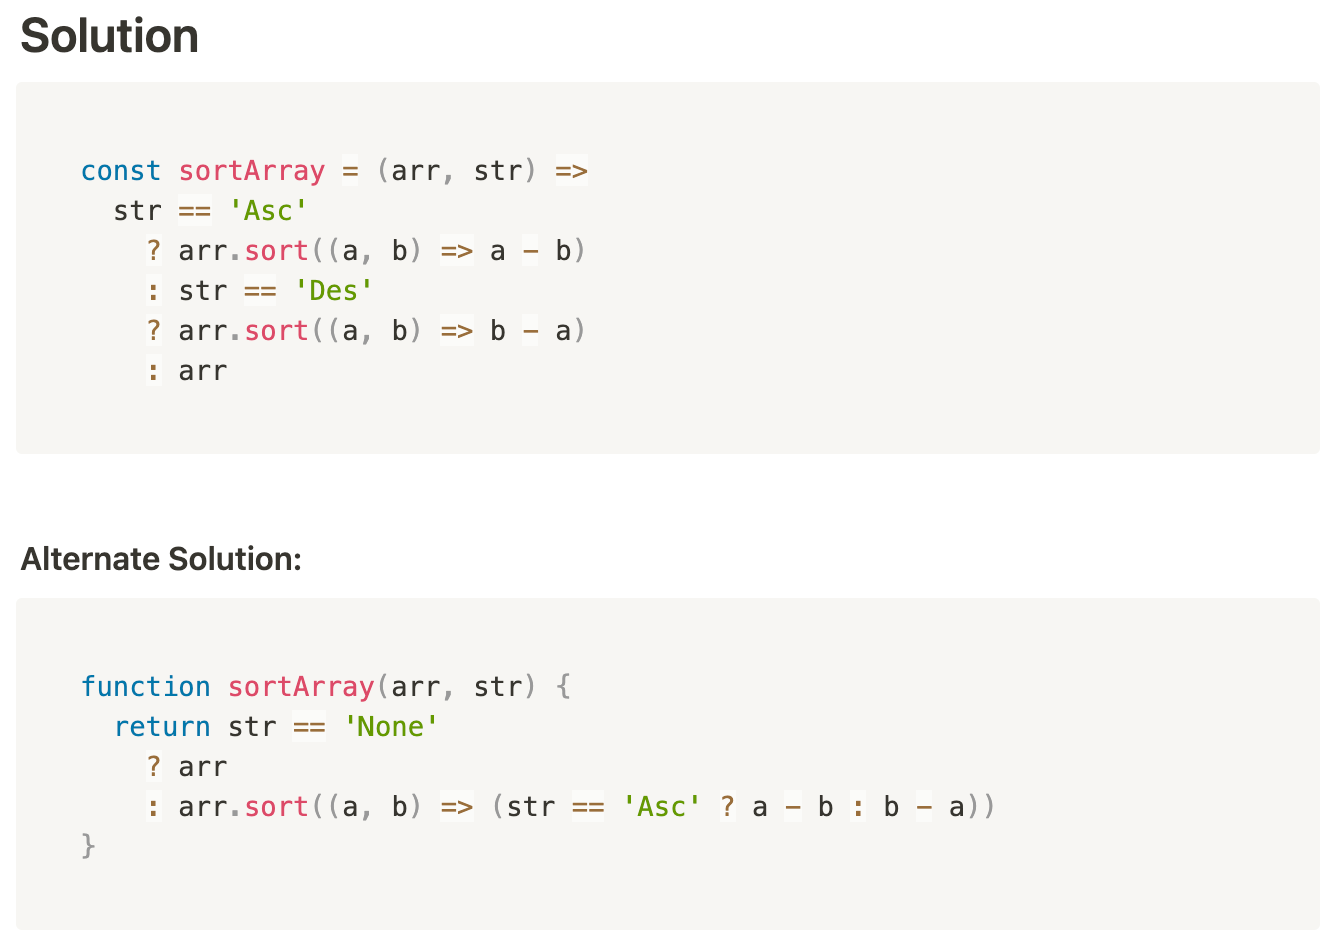 Solution
const sortArray = (arr, str) =>
  str == 'Asc'
    ? arr.sort((a, b) => a - b)
    : str == 'Des'
    ? arr.sort((a, b) => b - a)
    : arr
Alternate Solution:
function sortArray(arr, str) {
  return str == 'None'
    ? arr
    : arr.sort((a, b) => (str == 'Asc' ? a - b : b - a))
}